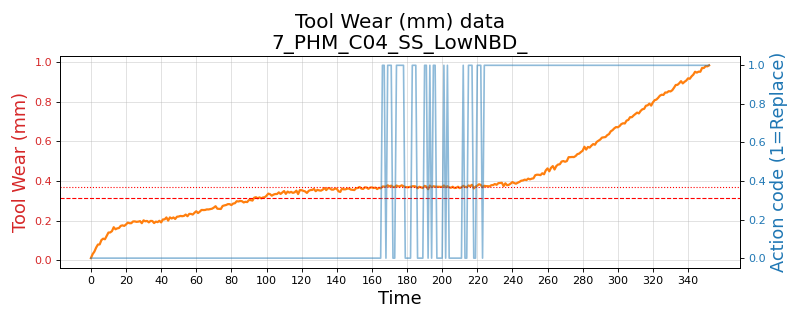 Tool Wear (mm) data
7_PHM_C04_SS_LowNBD_
Tool Wear (mm)
1.0
0.8
0.6
0.4
0.2
0.0
1.0
0.8
0.6
0.4
0.2
0.0
Action code (1=Replace)
0 20 40 60 80 100 120 140 160 180 200 220 240 260 280 300 320 340
Time